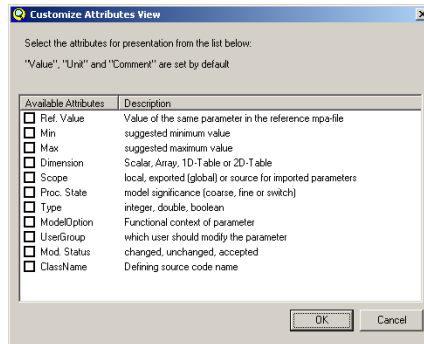 Customize Attributes View
Select the attributes for presentation from the list below:
"Value", "Unit" and "Comment" are set by default
Available Attributes Description
Ref. Value Value of the same parameter in the reference mpa-file
Min suggested minimum value
Max suggested maximum value
Dimension Scalar, Array, 1D-Table or 2D-Table
Scope local, exported (global) or source for imported parameters
Proc. State model significance (coarse, fine or switch)
Type integer, double, boolean
ModelOption Functional context of parameter
UserGroup which user should modify the parameter
Mod. Status changed, unchanged, accepted
ClassName Defining source code name
OK Cancel